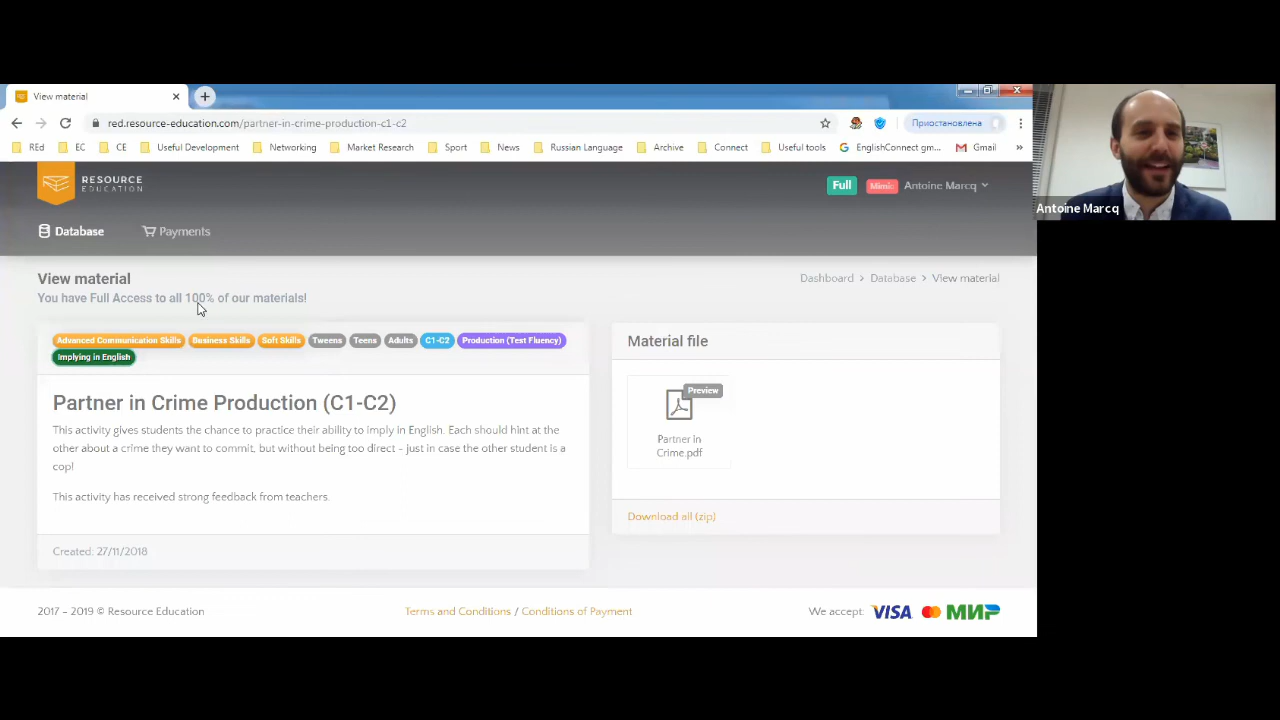 View material
red.resource-education.com/partner-in-crime-production-c1-c2
Приостановлена
REd EC CE Useful Development Networking Market Research Sport News Russian Language Archive Connect Useful tools EnglishConnect gm... Gmail »
RESOURCE
EDUCATION
Full Mimic Antoine Marcq
Antoine Marcq
Database Payments
View material
Dashboard > Database > View material
You have Full Access to all 100% of our materials!
Advanced Communication Skills Business Skills Soft Skills Tweens Teens Adults C1-C2 Production (Test Fluency)
Implying in English
Partner in Crime Production (C1-C2)
This activity gives students the chance to practice their ability to imply in English. Each should hint at the
other about a crime they want to commit, but without being too direct - just in case the other student is a
cop!
This activity has received strong feedback from teachers.
Created: 27/11/2018
Material file
Preview
Partner in
Crime.pdf
Download all (zip)
2017 - 2019 © Resource Education
Terms and Conditions / Conditions of Payment
We accept: VISA МИР